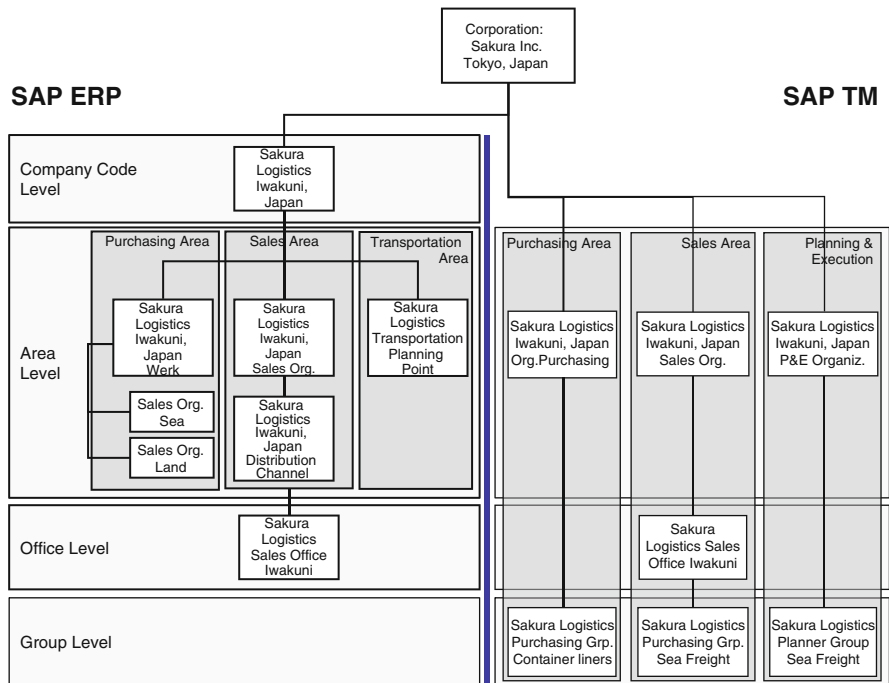 Corporation:
Sakura Inc.
Tokyo, Japan
SAP ERP
SAP TM
Company Code
Level
Sakura
Logistics
Iwakuni,
Japan
Area
Level
Purchasing Area
Sales Area
Transportation
Area
Sakura
Logistics
Iwakuni,
Japan
Werk
Sales Org.
Sea
Sales Org.
Land
Sakura
Logistics
Iwakuni,
Japan
Sales Org.
Sakura
Logistics
Iwakuni,
Japan
Distribution
Channel
Sakura
Logistics
Transportation
Planning
Point
Purchasing Area
Sales Area
Planning &
Execution
Sakura Logistics
Iwakuni, Japan
Org.Purchasing
Sakura Logistics
Iwakuni, Japan
Sales Org.
Sakura Logistics
Iwakuni, Japan
P&E Organiz.
Office Level
Sakura
Logistics
Sales Office
Iwakuni
Sakura
Logistics Sales
Office Iwakuni
Group Level
Sakura Logistics
Purchasing Grp.
Container liners
Sakura Logistics
Purchasing Grp.
Sea Freight
Sakura Logistics
Planner Group
Sea Freight